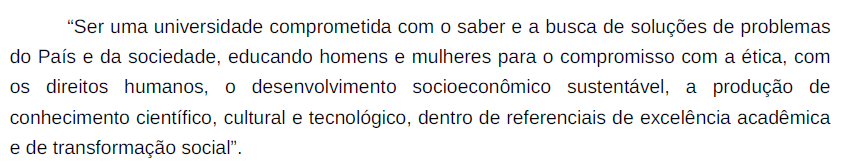 “Ser uma universidade comprometida com o saber e a busca de soluções de problemas
do País e da sociedade, educando homens e mulheres para o compromisso com a ética, com
os direitos humanos, o desenvolvimento socioeconômico sustentável, a produção de
conhecimento científico, cultural e tecnológico, dentro de referenciais de excelência acadêmica
e de transformação social”.